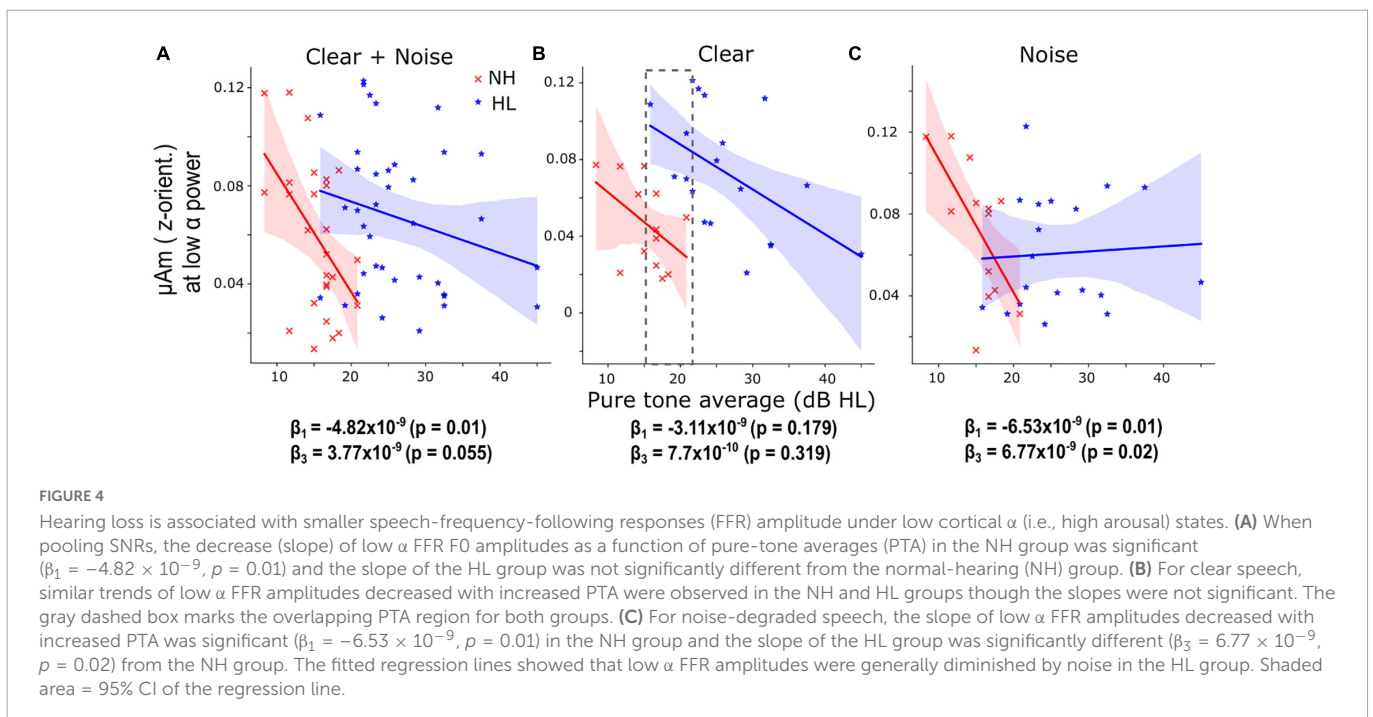 A
Clear + Noise
× NH
★ HL
B
Clear
C
Noise
μAm ( z-orient.)
at low α power
0.12
0.08
0.04
10 20 30 40
0.12
0.08
0.04
0
10 20 30 40
0.12
0.08
0.04
10 20 30 40
Pure tone average (dB HL)
β₁ = -4.82x10⁻⁹ (p = 0.01)
β₃ = 3.77x10⁻⁹ (p = 0.055)
β₁ = -3.11x10⁻⁹ (p = 0.179)
β₃ = 7.7x10⁻¹⁰ (p = 0.319)
β₁ = -6.53x10⁻⁹ (p = 0.01)
β₃ = 6.77x10⁻⁹ (p = 0.02)
FIGURE 4
Hearing loss is associated with smaller speech-frequency-following responses (FFR) amplitude under low cortical α (i.e., high arousal) states. (A) When
pooling SNRs, the decrease (slope) of low α FFR F0 amplitudes as a function of pure-tone averages (PTA) in the NH group was significant
(β₁ = −4.82 × 10⁻⁹, p = 0.01) and the slope of the HL group was not significantly different from the normal-hearing (NH) group. (B) For clear speech,
similar trends of low α FFR amplitudes decreased with increased PTA were observed in the NH and HL groups though the slopes were not significant. The
gray dashed box marks the overlapping PTA region for both groups. (C) For noise-degraded speech, the slope of low α FFR amplitudes decreased with
increased PTA was significant (β₁ = −6.53 × 10⁻⁹, p = 0.01) in the NH group and the slope of the HL group was significantly different (β₃ = 6.77 × 10⁻⁹,
p = 0.02) from the NH group. The fitted regression lines showed that low α FFR amplitudes were generally diminished by noise in the HL group. Shaded
area = 95% CI of the regression line.